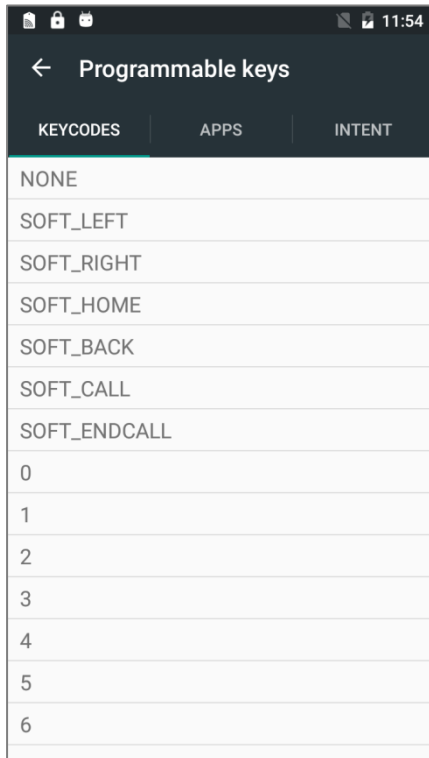 11:54
Programmable keys
KEYCODES APPS INTENT
NONE
SOFT_LEFT
SOFT_RIGHT
SOFT_HOME
SOFT_BACK
SOFT_CALL
SOFT_ENDCALL
0
1
2
3
4
5
6